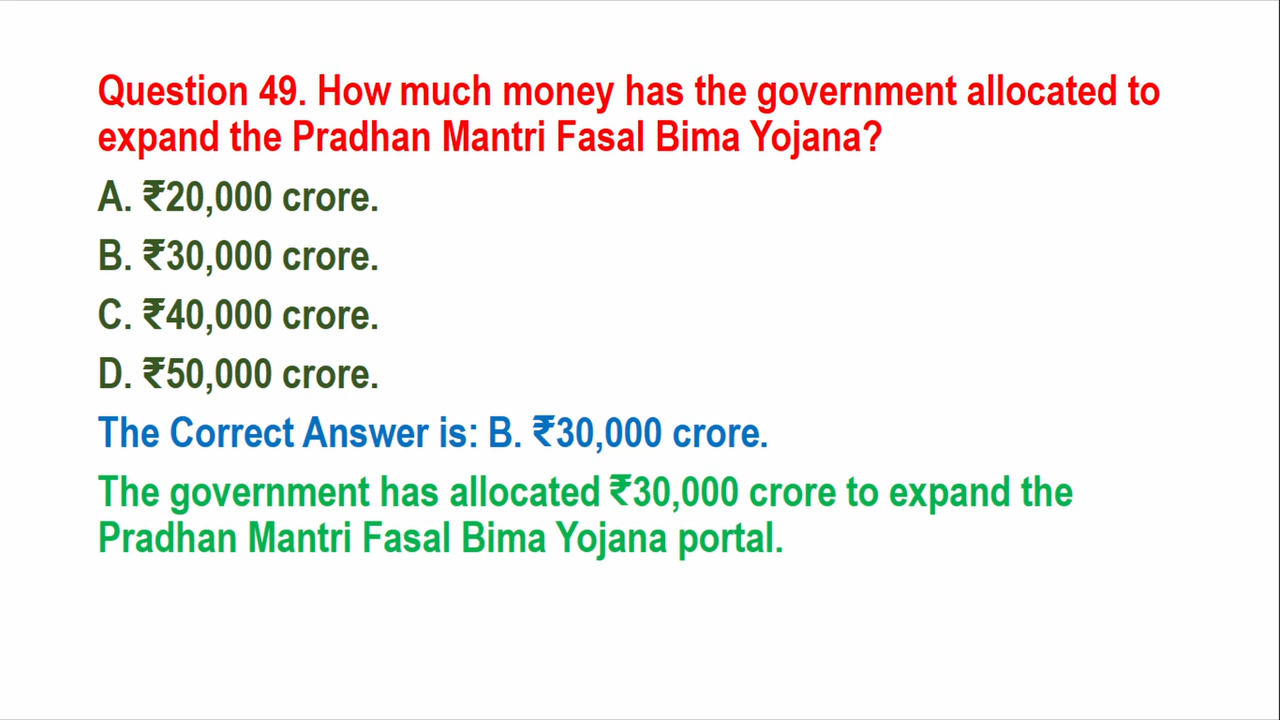 Question 49. How much money has the government allocated to
expand the Pradhan Mantri Fasal Bima Yojana?
A. ₹20,000 crore.
B. ₹30,000 crore.
C. ₹40,000 crore.
D. ₹50,000 crore.
The Correct Answer is: B. ₹30,000 crore.
The government has allocated ₹30,000 crore to expand the
Pradhan Mantri Fasal Bima Yojana portal.